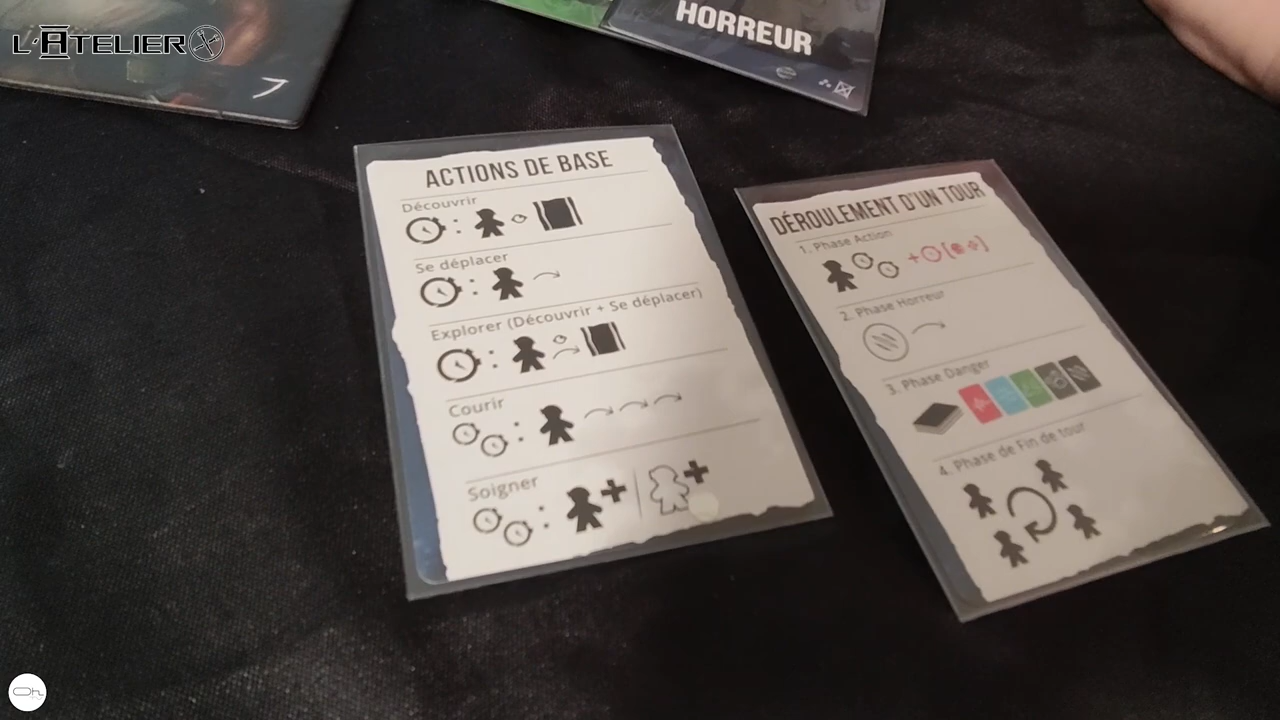 L'ATELIER
HORREUR
ACTIONS DE BASE
Découvrir
Se déplacer
Explorer (Découvrir + Se déplacer)
Courir
Soigner
DÉROULEMENT D'UN TOUR
1. Phase Action
2. Phase Horreur
3. Phase Danger
4. Phase de Fin de tour